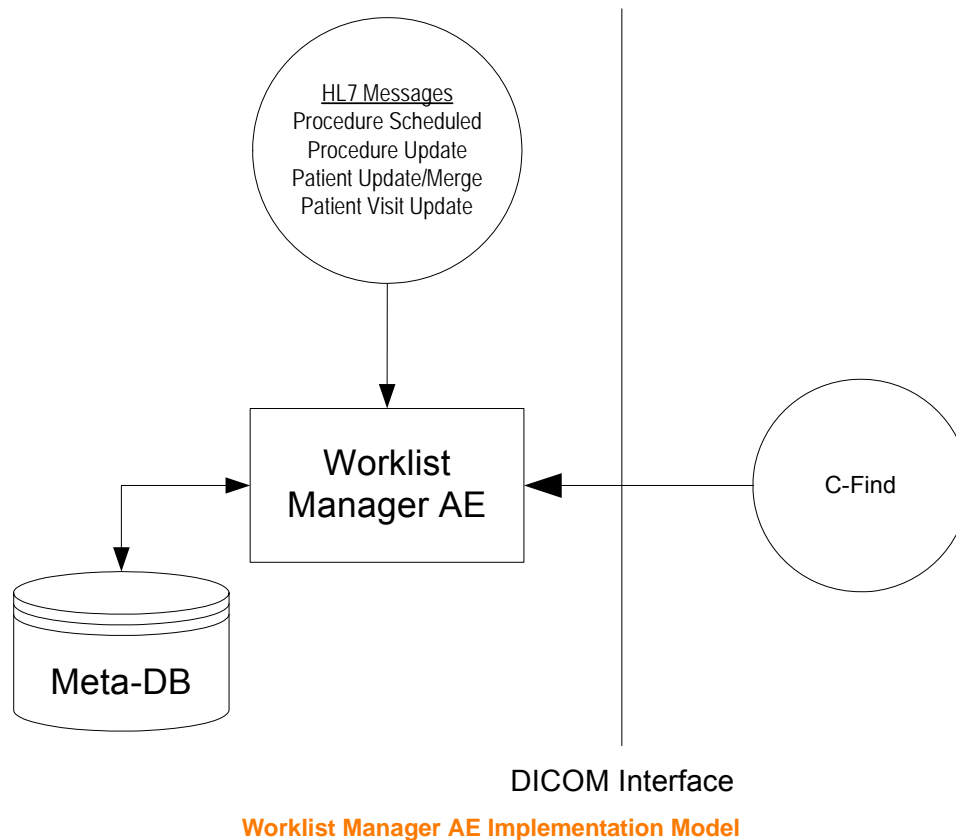 HL7 Messages
Procedure Scheduled
Procedure Update
Patient Update/Merge
Patient Visit Update
Worklist
Manager AE
C-Find
Meta-DB
DICOM Interface
Worklist Manager AE Implementation Model